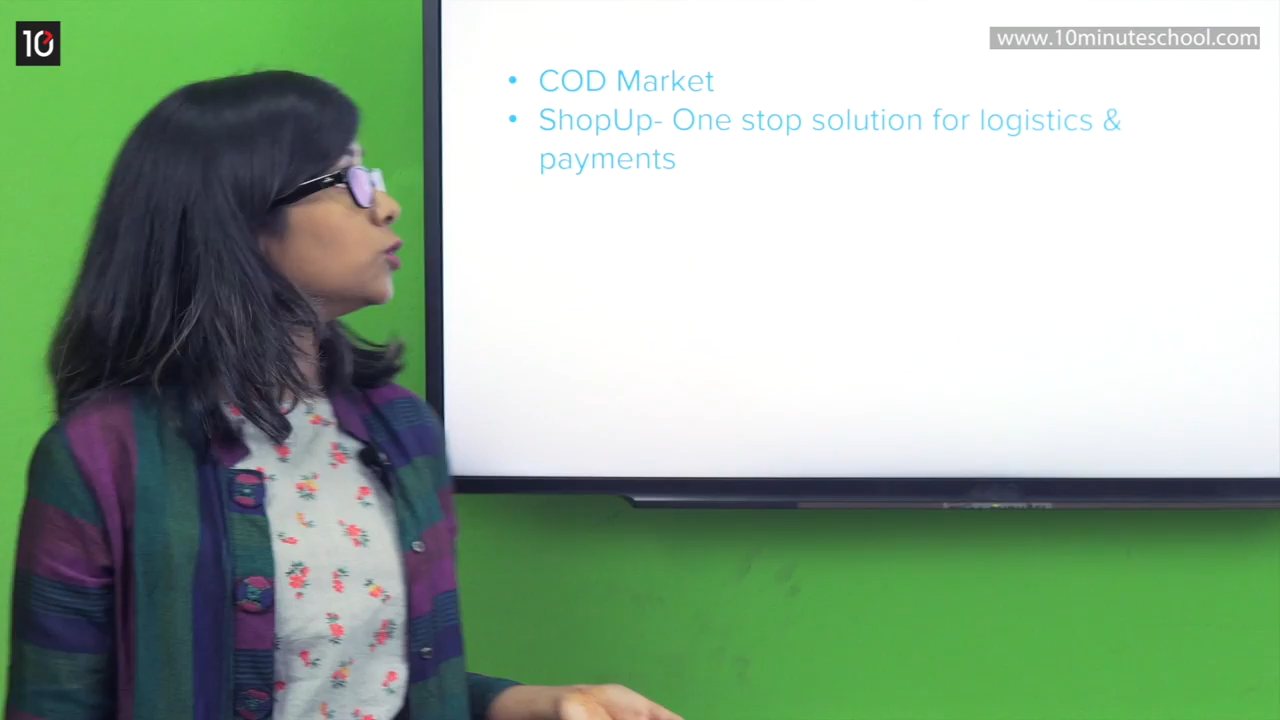 10
www.10minuteschool.com
• COD Market
• ShopUp- One stop solution for logistics &
payments